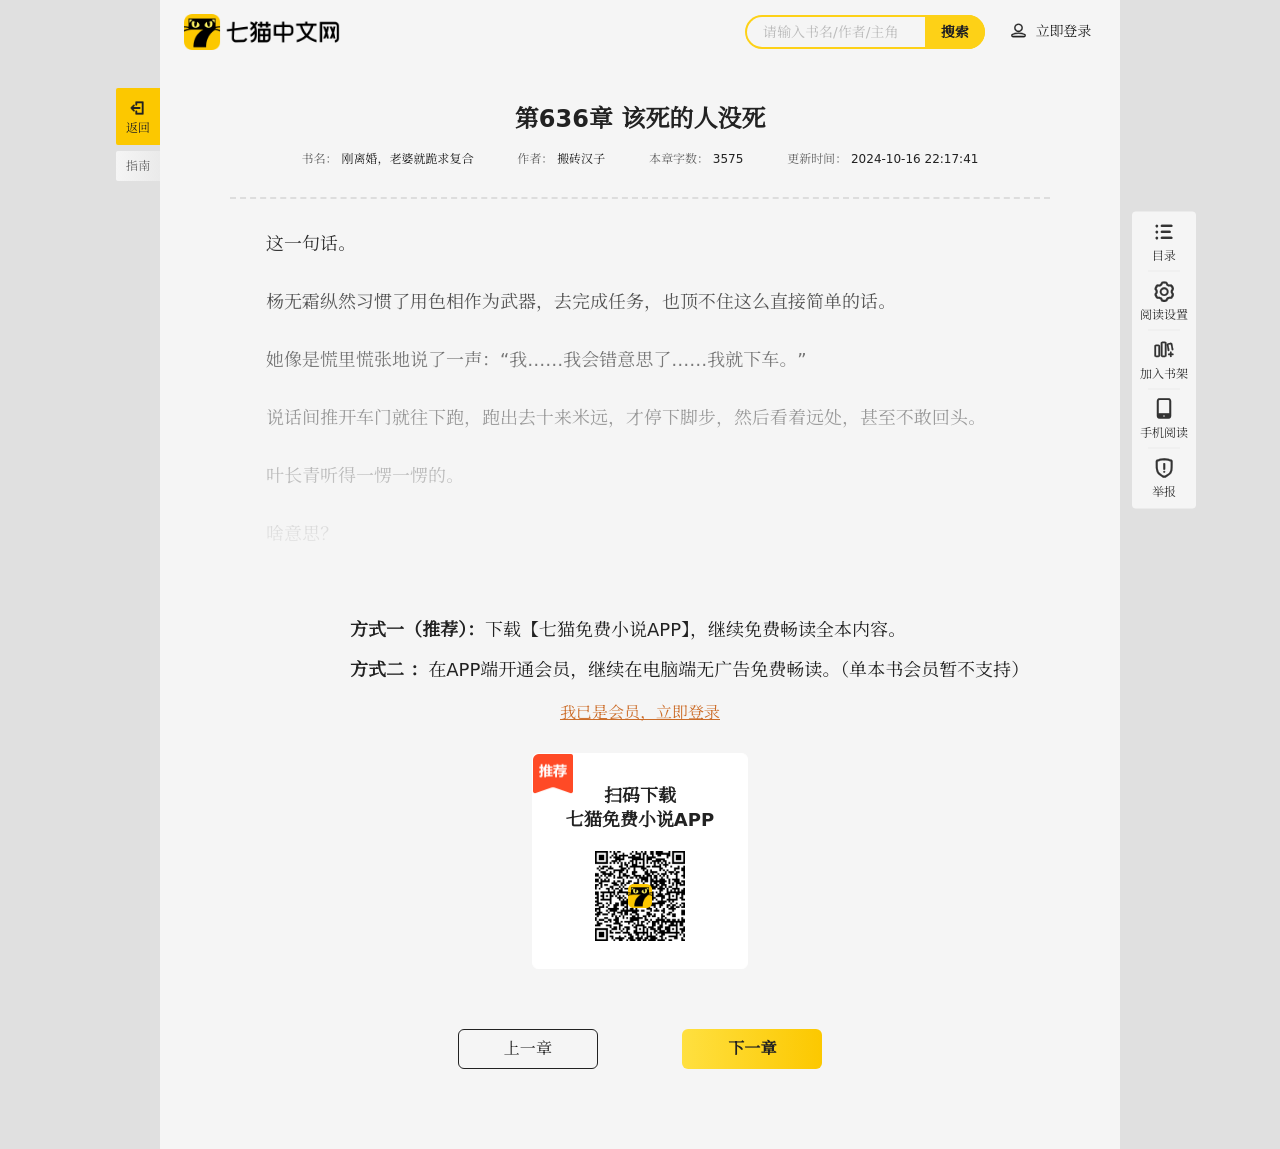 七猫中文网
请输入书名/作者/主角
搜索
立即登录
返回
指南
第636章 该死的人没死
书名： 刚离婚，老婆就跪求复合 作者： 搬砖汉子 本章字数： 3575 更新时间： 2024-10-16 22:17:41
这一句话。
杨无霜纵然习惯了用色相作为武器，去完成任务，也顶不住这么直接简单的话。
她像是慌里慌张地说了一声：“我……我会错意思了……我就下车。”
说话间推开车门就往下跑，跑出去十来米远，才停下脚步，然后看着远处，甚至不敢回头。
叶长青听得一愣一愣的。
啥意思？
目录
阅读设置
加入书架
手机阅读
举报
方式一（推荐）：下载【七猫免费小说APP】，继续免费畅读全本内容。
方式二 ：在APP端开通会员，继续在电脑端无广告免费畅读。（单本书会员暂不支持）
我已是会员，立即登录
推荐
扫码下载
七猫免费小说APP
上一章
下一章